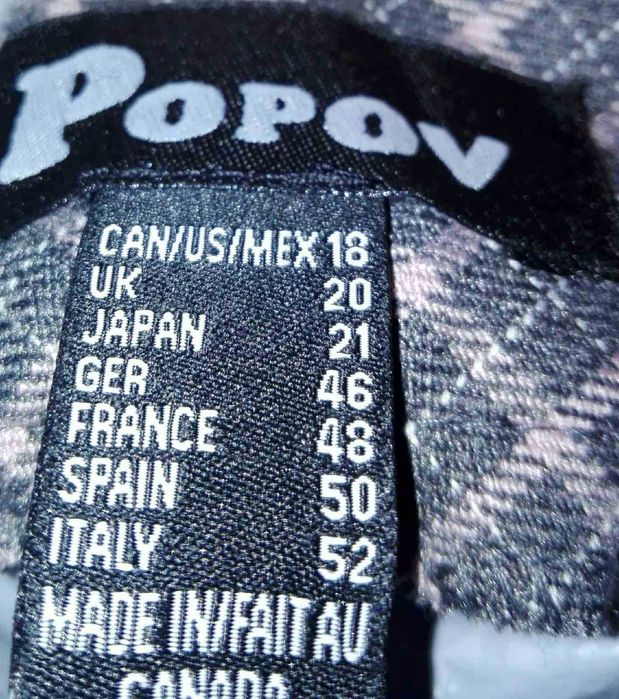 POPOV
CAN/US/MEX 18
UK 20
JAPAN 21
GER 46
FRANCE 48
SPAIN 50
ITALY 52
MADE IN/FAIT AU
CANADA